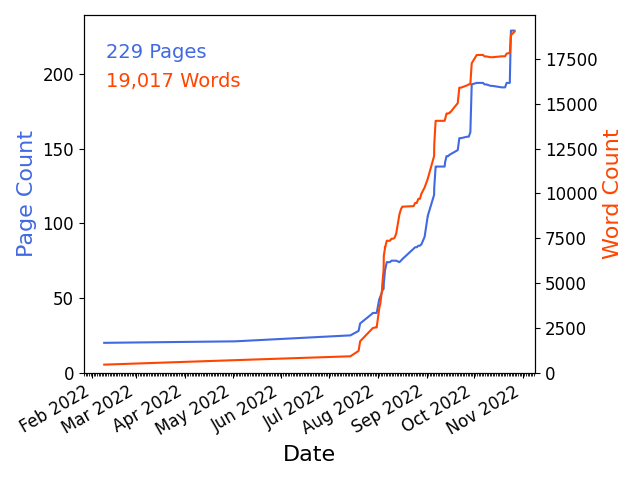 229 Pages
19,017 Words
Page Count
200
150
100
50
0
Word Count
17500
15000
12500
10000
7500
5000
2500
0
Feb 2022
Mar 2022
Apr 2022
May 2022
Jun 2022
Jul 2022
Aug 2022
Sep 2022
Oct 2022
Nov 2022
Date